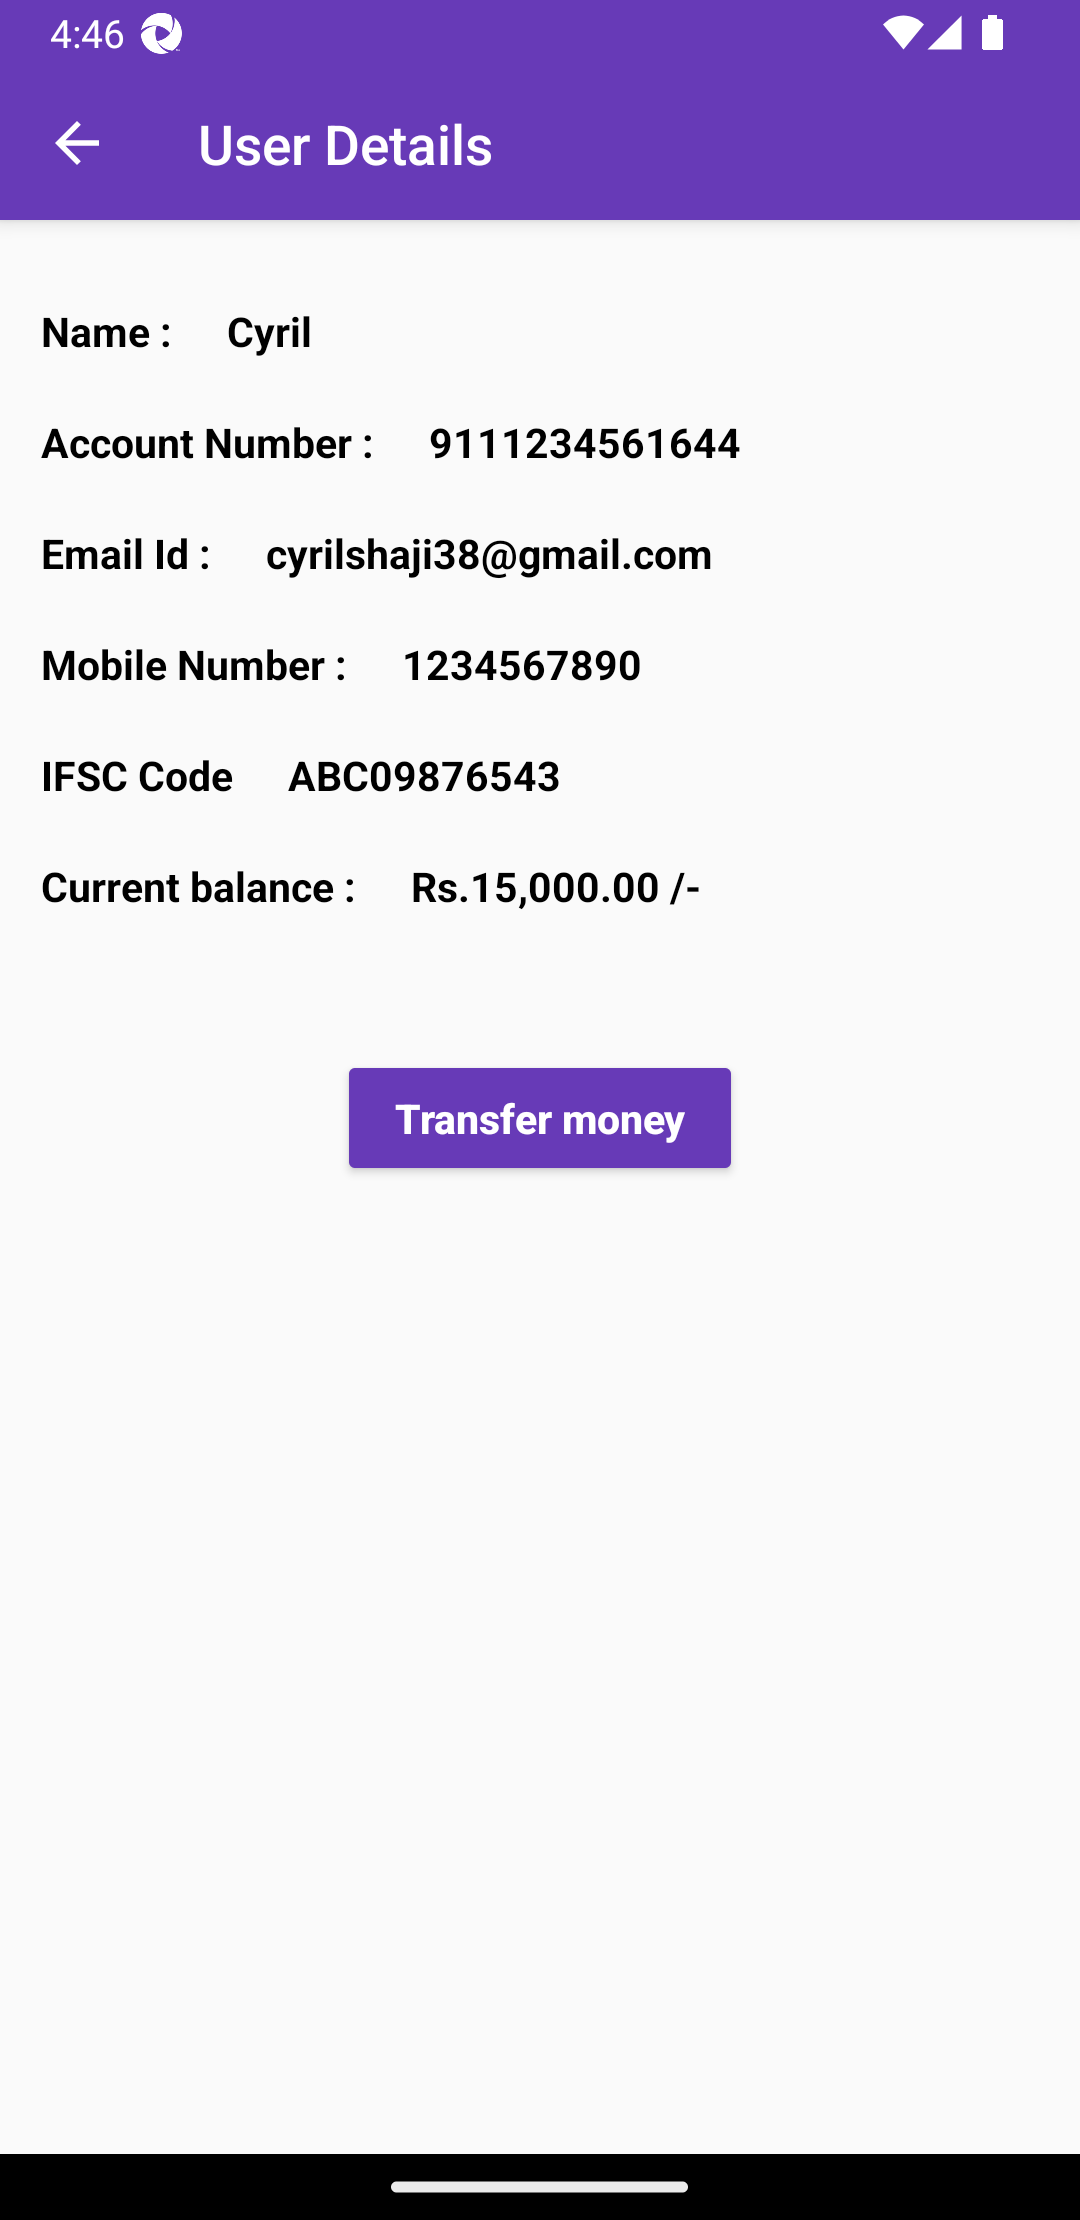 4:46
User Details
Name : Cyril
Account Number : 9111234561644
Email Id : cyrilshaji38@gmail.com
Mobile Number : 1234567890
IFSC Code ABC09876543
Current balance : Rs.15,000.00 /-
Transfer money